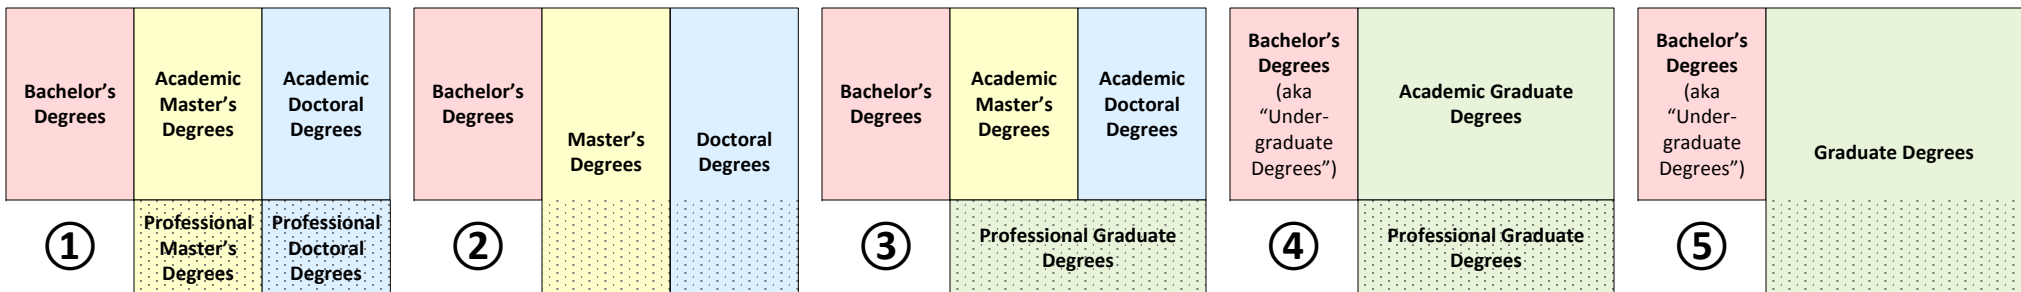 Bachelor's
Degrees
Academic
Master's
Degrees
Academic
Doctoral
Degrees
Professional
Master's
Degrees
Professional
Doctoral
Degrees
①
Bachelor's
Degrees
Master's
Degrees
Doctoral
Degrees
②
Bachelor's
Degrees
Academic
Master's
Degrees
Academic
Doctoral
Degrees
Professional Graduate
Degrees
③
Bachelor's
Degrees
(aka
“Under-
graduate
Degrees”)
Academic Graduate
Degrees
Professional Graduate
Degrees
④
Bachelor's
Degrees
(aka
“Under-
graduate
Degrees”)
Graduate Degrees
⑤